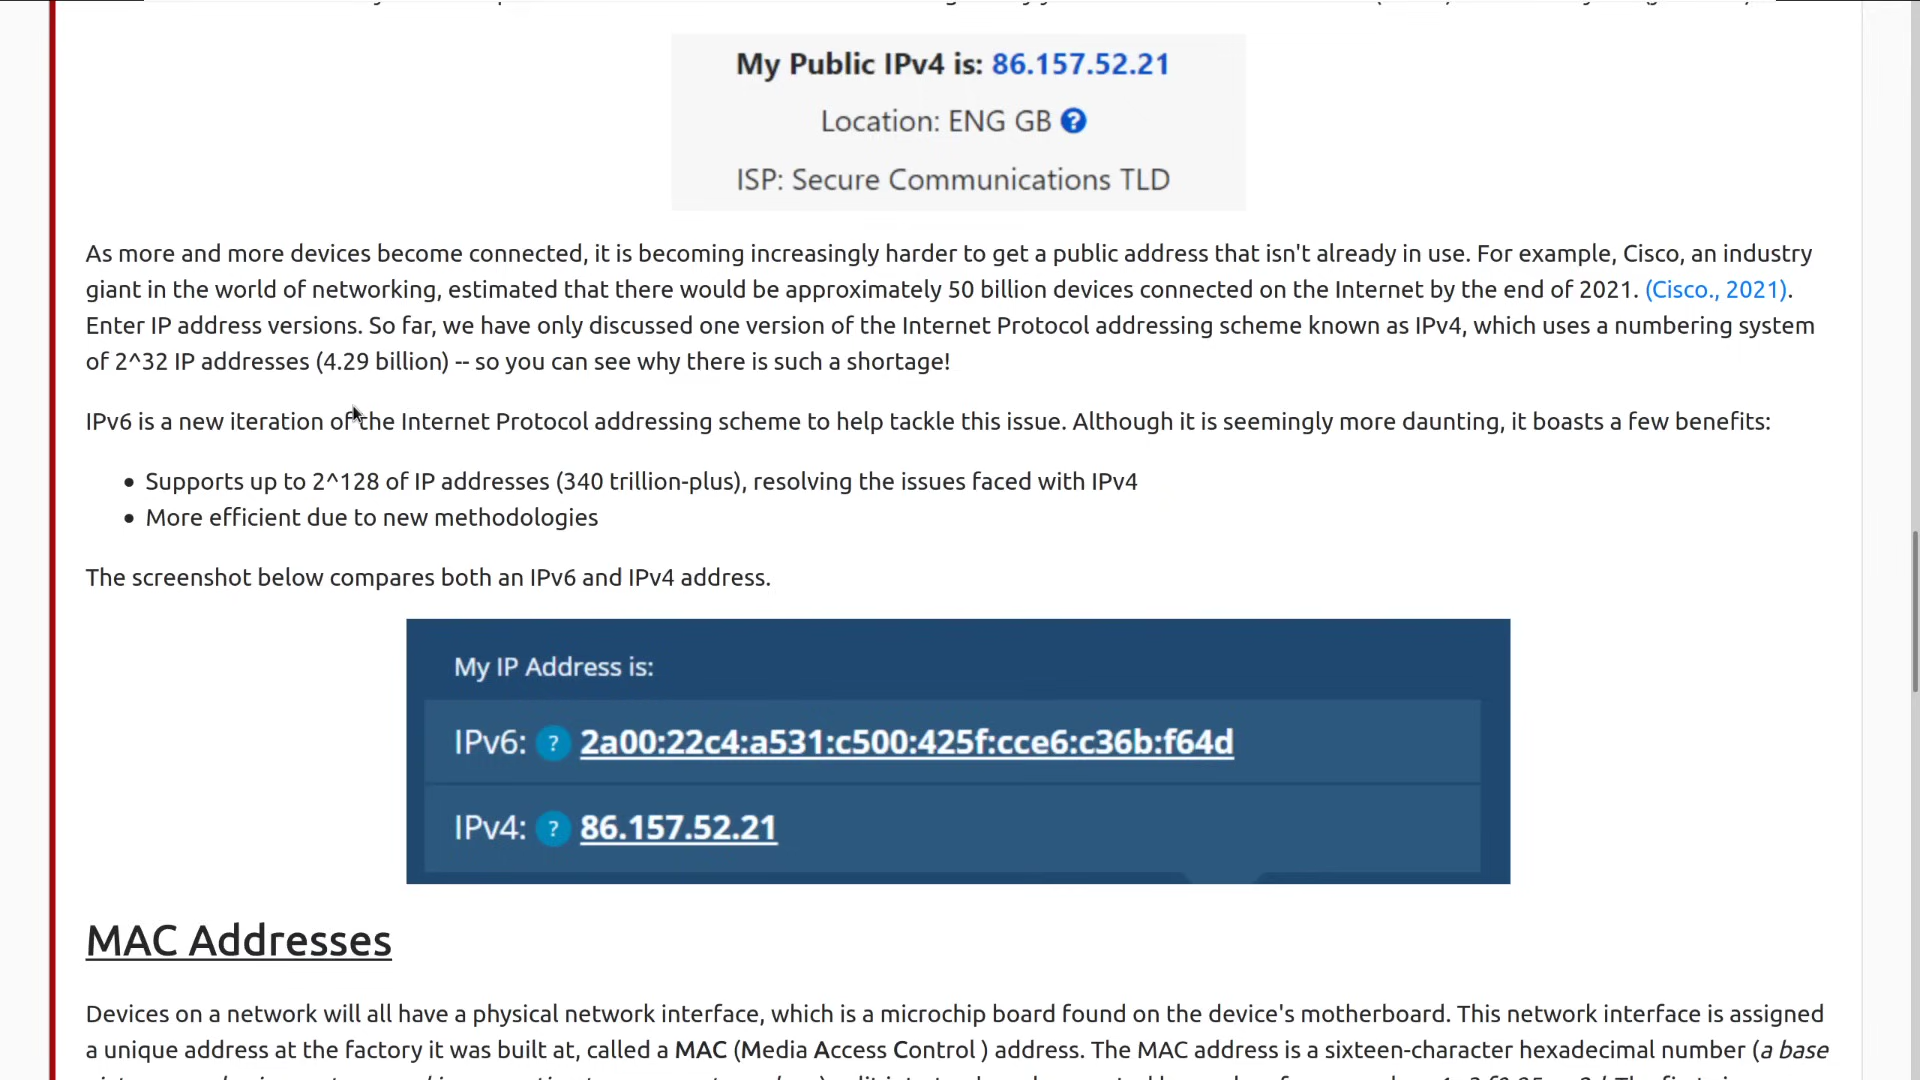 My Public IPv4 is: 86.157.52.21
Location: ENG GB ?
ISP: Secure Communications TLD
As more and more devices become connected, it is becoming increasingly harder to get a public address that isn't already in use. For example, Cisco, an industry
giant in the world of networking, estimated that there would be approximately 50 billion devices connected on the Internet by the end of 2021. (Cisco., 2021).
Enter IP address versions. So far, we have only discussed one version of the Internet Protocol addressing scheme known as IPv4, which uses a numbering system
of 2^32 IP addresses (4.29 billion) -- so you can see why there is such a shortage!
IPv6 is a new iteration of the Internet Protocol addressing scheme to help tackle this issue. Although it is seemingly more daunting, it boasts a few benefits:
• Supports up to 2^128 of IP addresses (340 trillion-plus), resolving the issues faced with IPv4
• More efficient due to new methodologies
The screenshot below compares both an IPv6 and IPv4 address.
My IP Address is:
IPv6: ? 2a00:22c4:a531:c500:425f:cce6:c36b:f64d
IPv4: ? 86.157.52.21
MAC Addresses
Devices on a network will all have a physical network interface, which is a microchip board found on the device's motherboard. This network interface is assigned
a unique address at the factory it was built at, called a MAC (Media Access Control ) address. The MAC address is a sixteen-character hexadecimal number (a base